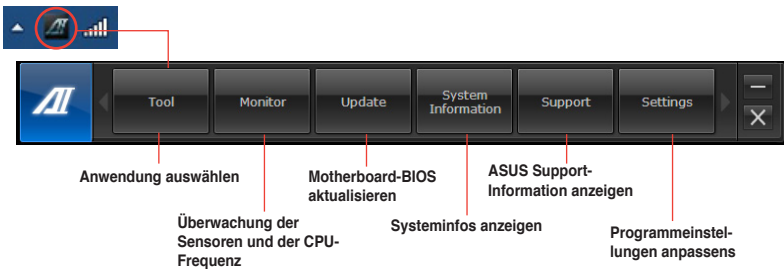 Tool
Monitor
Update
System
Information
Support
Settings
Anwendung auswählen
Motherboard-BIOS
aktualisieren
ASUS Support-
Information anzeigen
Überwachung der
Sensoren und der CPU-
Frequenz
Systeminfos anzeigen
Programmeinstel-
lungen anpassens